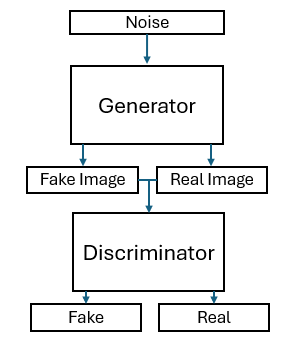 Noise
Generator
Fake Image
Real Image
Discriminator
Fake
Real